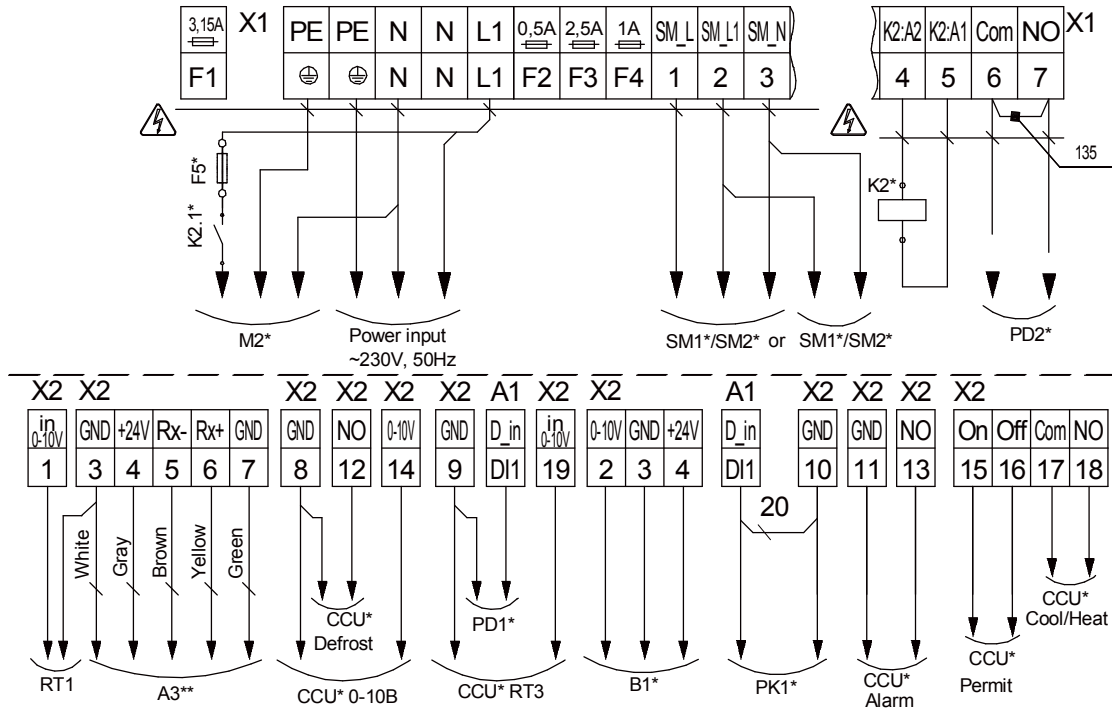 3,15A X1 PE PE N N L1 0,5A 2,5A 1A SM_L SM_L1 SM_N K2:A2 K2:A1 Com NO X1
F1 N N L1 F2 F3 F4 1 2 3 4 5 6 7
135
F5*
K2*
K2.1*
M2* Power input SM1*/SM2* or SM1*/SM2* PD2*
~230V, 50Hz
X2 X2 X2 X2 X2 X2 A1 X2 X2 A1 X2 X2 X2 X2
in 0-10V GND +24V Rx- Rx+ GND GND NO 0-10V GND D_in in 0-10V 0-10V GND +24V D_in GND GND NO On Off Com NO
1 3 4 5 6 7 8 12 14 9 DI1 19 2 3 4 DI1 10 11 13 15 16 17 18
20
White Gray Brown Yellow Green
CCU* PD1* CCU*
Defrost Cool/Heat
RT1 A3** CCU* 0-10B CCU* RT3 B1* PK1* CCU* CCU*
Alarm Permit